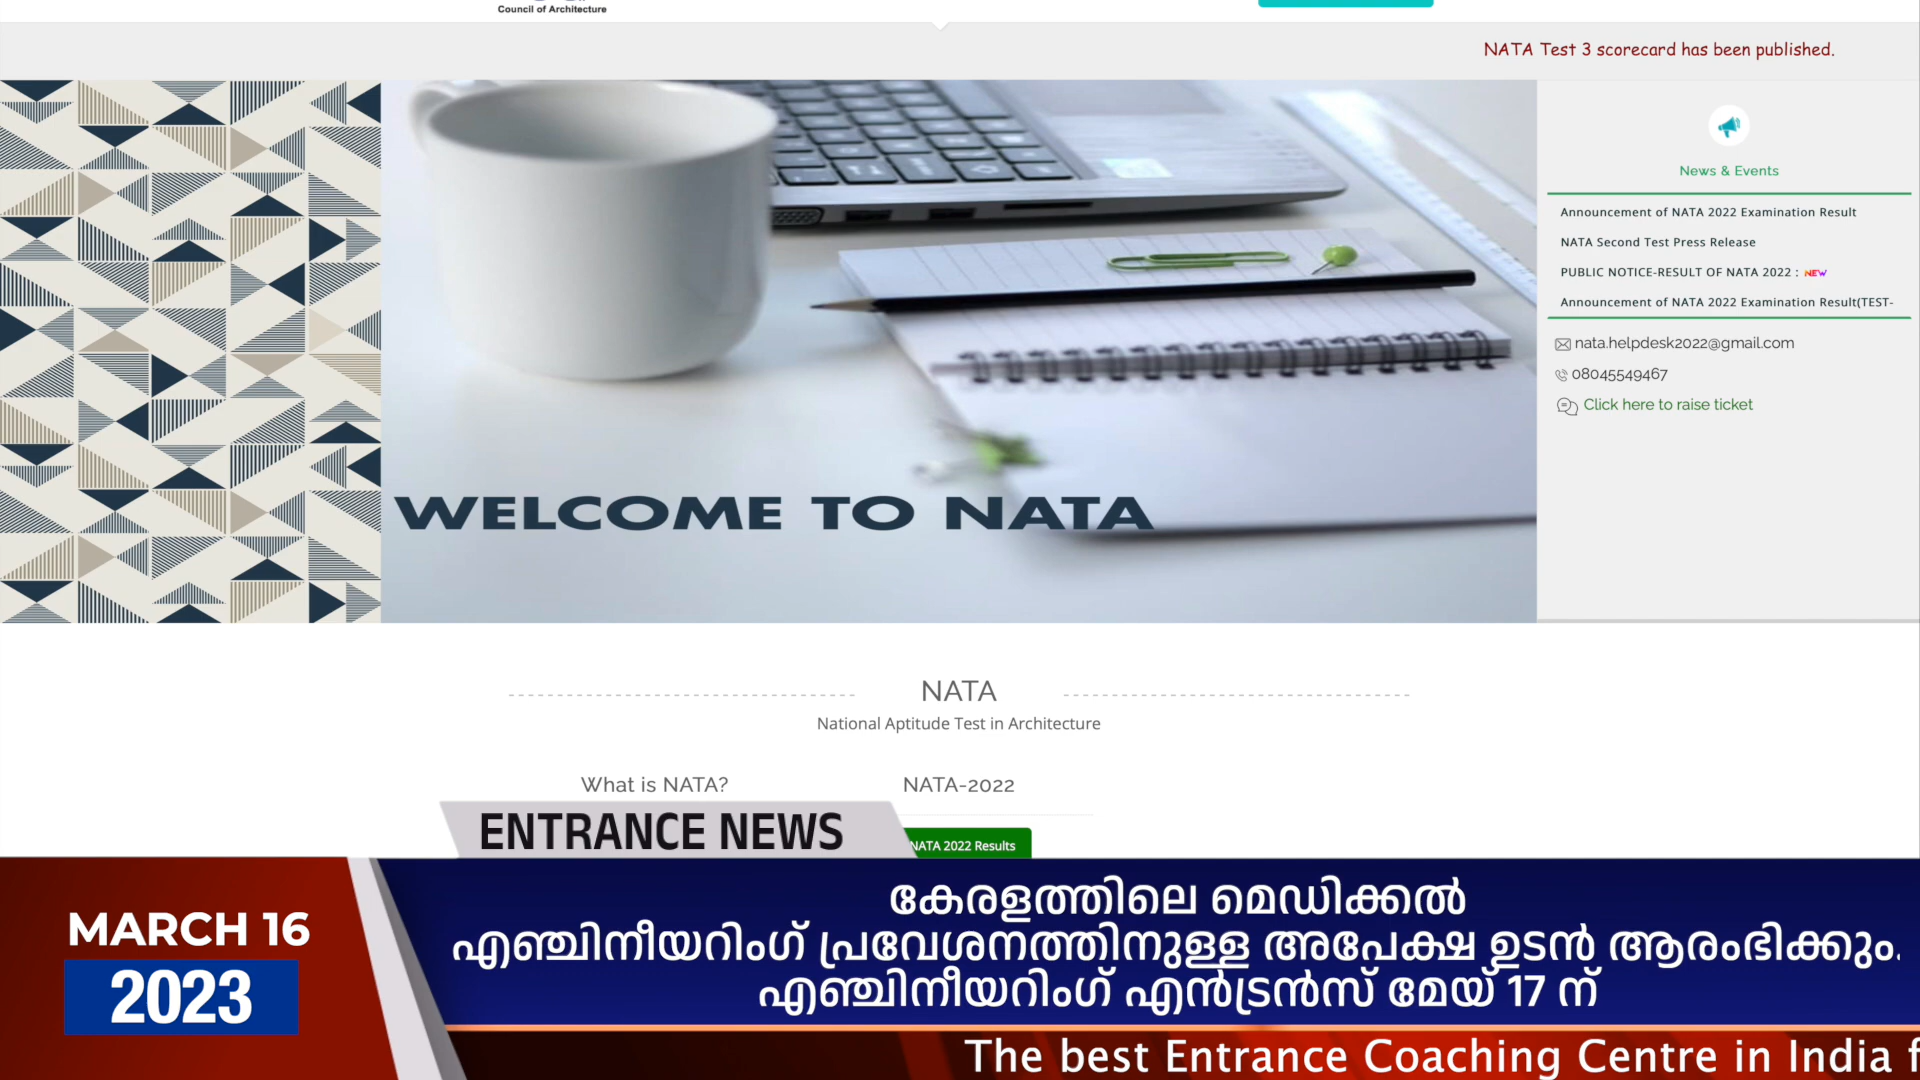 Council of Architecture
NATA Test 3 scorecard has been published.
News & Events
Announcement of NATA 2022 Examination Result
NATA Second Test Press Release
PUBLIC NOTICE-RESULT OF NATA 2022 : NEW
Announcement of NATA 2022 Examination Result(TEST-
nata.helpdesk2022@gmail.com
08045549467
Click here to raise ticket
WELCOME TO NATA
NATA
National Aptitude Test in Architecture
What is NATA?
NATA-2022
NATA 2022 Results
ENTRANCE NEWS
MARCH 16
2023
കേരളത്തിലെ മെഡിക്കൽ
എഞ്ചിനീയറിംഗ് പ്രവേശനത്തിനുള്ള അപേക്ഷ ഉടൻ ആരംഭിക്കും.
എഞ്ചിനീയറിംഗ് എൻട്രൻസ് മേയ് 17 ന്
The best Entrance Coaching Centre in India f